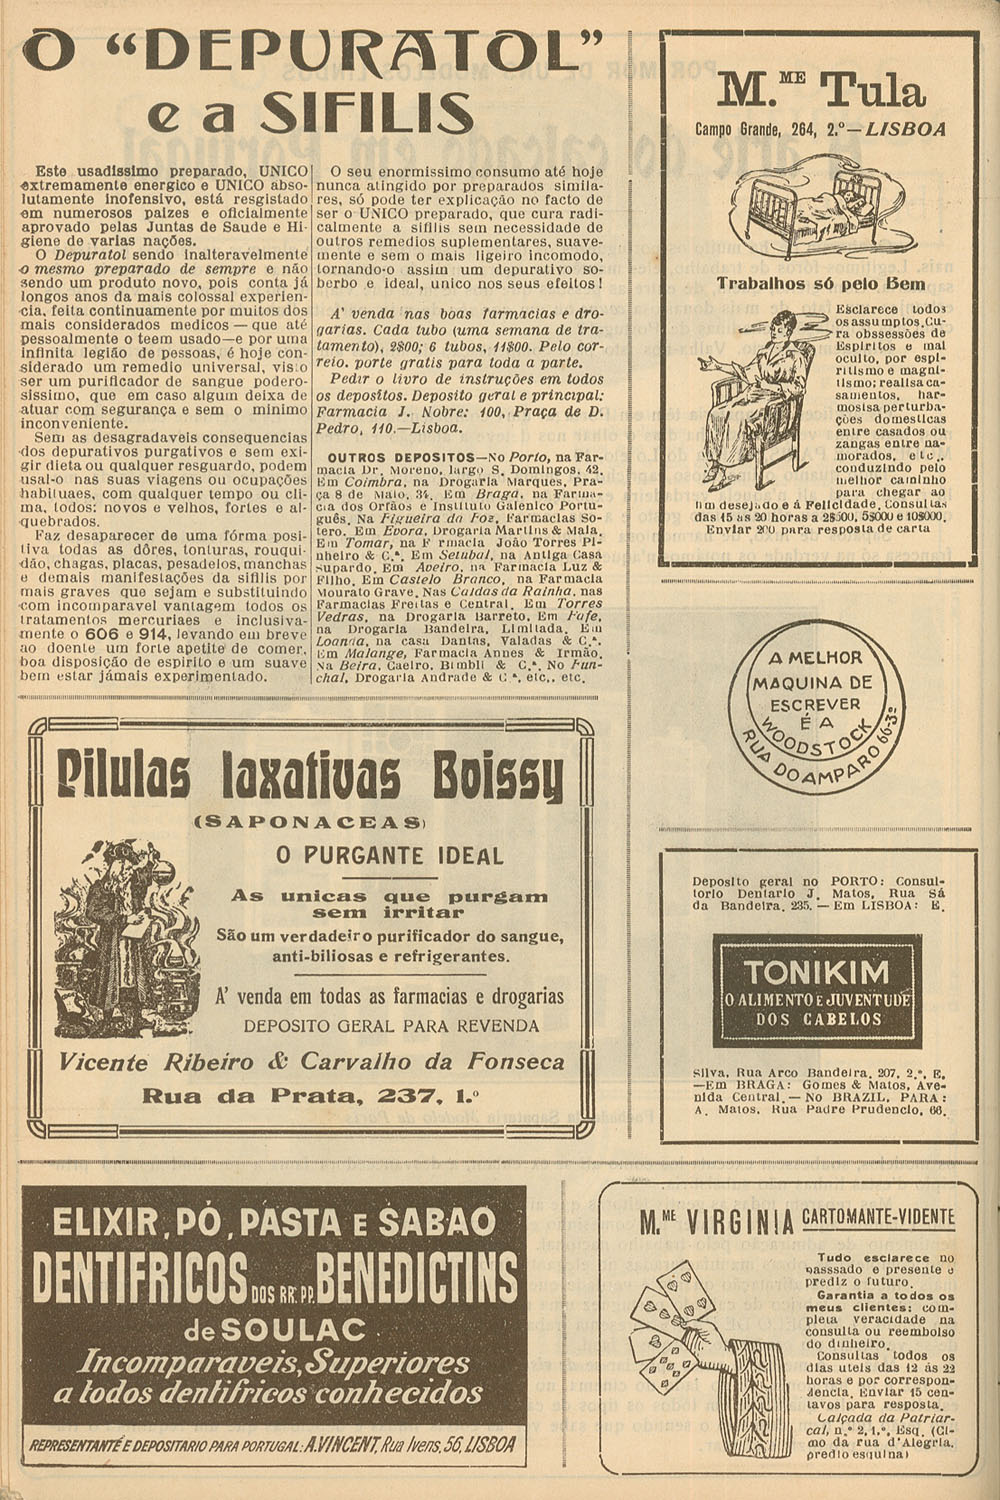 O “DEPURATOL”
e a SIFILIS
Este usadissimo preparado, UNICO
extremamente energico e UNICO abso-
lutamente inofensivo, está resgistado
em numerosos paizes e oficialmente
aprovado pelas Juntas de Saude e Hi-
giene de varias nações.
O Depuratol sendo inalteravelmente
o mesmo preparado de sempre e não
sendo um produto novo, pois conta já
longos anos da mais colossal experien-
cia, feita continuamente por muitos dos
mais considerados medicos — que até
pessoalmente o teem usado—e por uma
infinita legião de pessoas, é hoje con-
siderado um remedio universal, visto
ser um purificador de sangue podero-
sissimo, que em caso algum deixa de
atuar com segurança e sem o minimo
inconveniente.
Sem as desagradaveis consequencias
dos depurativos purgativos e sem exi-
gir dieta ou qualquer resguardo, podem
usal-o nas suas viagens ou ocupações
habituaes, com qualquer tempo ou cli-
ma, todos: novos e velhos, fortes e al-
quebrados.
Faz desaparecer de uma fórma posi-
tiva todas as dôres, tonturas, rouqui-
dão, chagas, placas, pesadelos, manchas
e demais manifestações da sifilis por
mais graves que sejam e substituindo
com incomparavel vantagem todos os
tratamentos mercuriaes e inclusiva-
mente o 606 e 914, levando em breve
ao doente um forte apetite de comer,
boa disposição de espirito e um suave
bem estar jámais experimentado.
O seu enormissimo consumo até hoje
nunca atingido por preparados simila-
res, só pode ter explicação no facto de
ser o UNICO preparado, que cura radi-
calmente a sifilis sem necessidade de
outros remedios suplementares, suave-
mente e sem o mais ligeiro incomodo,
tornando-o assim um depurativo so-
berbo e ideal, unico nos seus efeitos!
A' venda nas boas farmacias e dro-
garias. Cada tubo (uma semana de tra-
tamento), 2$00; 6 tubos, 11$00. Pelo cor-
reio. porte gratis para toda a parte.
Pedir o livro de instruções em todos
os depositos. Deposito geral e principal:
Farmacia J. Nobre: 100, Praça de D.
Pedro, 110.—Lisboa.
OUTROS DEPOSITOS—No Porto, na Far-
macia Dr. Moreno, largo S. Domingos, 42.
Em Coimbra, na Drogaria Marques, Pra-
ça 8 de Maio, 34. Em Braga, na Farma-
cia dos Orfãos e Instituto Galenico Portu-
guês. Na Figueira da Foz, Farmacias So-
tero. Em Evora, Drogaria Martins & Mata.
Em Tomar, na F rmacia João Torres Pi-
nheiro & C.ª. Em Setubal, na Antiga Casa
Supardo. Em Aveiro, na Farmacia Luz &
Filho. Em Castelo Branco, na Farmacia
Mourato Grave. Nas Caldas da Rainha, nas
Farmacias Freitas e Central. Em Torres
Vedras, na Drogaria Barreto. Em Fafe,
na Drogaria Bandeira, Limitada. Em
Loanda, na casa Dantas, Valadas & C.ª.
Em Malange, Farmacia Annes & Irmão.
Na Beira, Caeiro, Bimbli & C.ª. No Fun-
chal, Drogaria Andrade & C ª, etc., etc.
M.ME Tula
Campo Grande, 264, 2.º—LISBOA
Trabalhos só pelo Bem
Esclarece todos
os assumptos. Cu-
ra obssessões de
Espiritos e mal
oculto, por espi-
ritismo e magni-
tismo; realisa ca-
samentos, har-
mosisa perturba-
ções domesticas
entre casados ou
zangas entre na-
morados, etc.,
conduzindo pelo
melhor caminho
para chegar ao
fim desejado e á Felicidade. Consultas
das 15 ás 20 horas a 2$500, 5$000 e 10$000.
Enviar 200 para resposta de carta
A MELHOR
MAQUINA DE
ESCREVER
É A
WOODSTOCK
RUA DO AMPARO 66-3º
Deposito geral no PORTO: Consul-
torio Dentario J. Matos, Rua Sá
da Bandeira, 235. — Em LISBOA: E.
TONIKIM
O ALIMENTO E JUVENTUDE
DOS CABELOS
Silva, Rua Arco Bandeira, 207, 2.º, E.
—Em BRAGA: Gomes & Matos, Ave-
nida Central.—No BRAZIL, PARA:
A. Matos, Rua Padre Prudencio, 66.
Pilulas laxativas Boissy
(SAPONACEAS)
O PURGANTE IDEAL
As unicas que purgam
sem irritar
São um verdadeiro purificador do sangue,
anti-biliosas e refrigerantes.
A' venda em todas as farmacias e drogarias
DEPOSITO GERAL PARA REVENDA
Vicente Ribeiro & Carvalho da Fonseca
Rua da Prata, 237, 1.º
ELIXIR, PÓ, PASTA E SABAO
DENTIFRICOS DOS RR. PP. BENEDICTINS
de SOULAC
Incomparaveis, Superiores
a todos dentifricos conhecidos
REPRESENTANTE E DEPOSITARIO PARA PORTUGAL: A. VINCENT, Rua Ivens, 56, LISBOA
M.ME VIRGINIA CARTOMANTE-VIDENTE
Tudo esclarece no
passsado e presente e
prediz o futuro.
Garantia a todos os
meus clientes: com-
pleta veracidade na
consulta ou reembolso
do dinheiro.
Consultas todos os
dias uteis das 12 ás 22
horas e por correspon-
dencia. Enviar 15 cen-
tavos para resposta.
Calçada da Patriar-
cal, n.º 2, 1.º, Esq. (Ci-
mo da rua d'Alegria,
predio esquina)